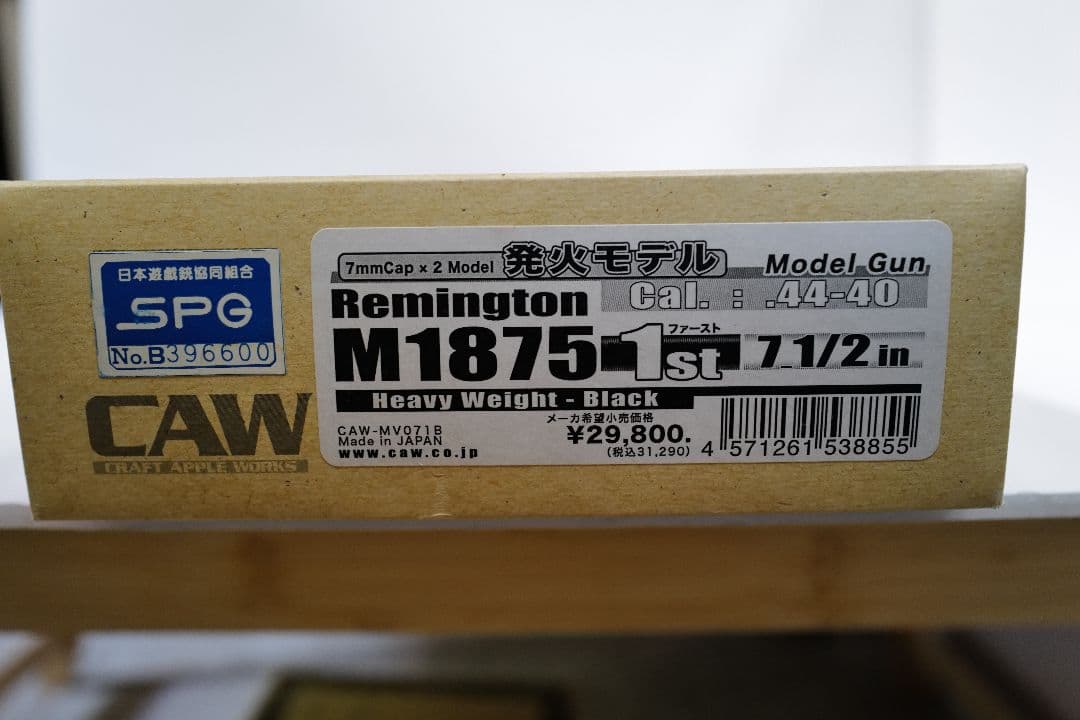 日本遊戯銃協同組合
SPG
No.B396600
CAW
CRAFT APPLE WORKS
7mmCap × 2 Model 発火モデル Model Gun
Remington Cal. : .44-40
ファースト
M1875 1st 7_1/2 in
Heavy Weight - Black
CAW-MV071B
Made in JAPAN
www.caw.co.jp
メーカ希望小売価格
¥29,800.
(税込31,290)
4 571261 538855